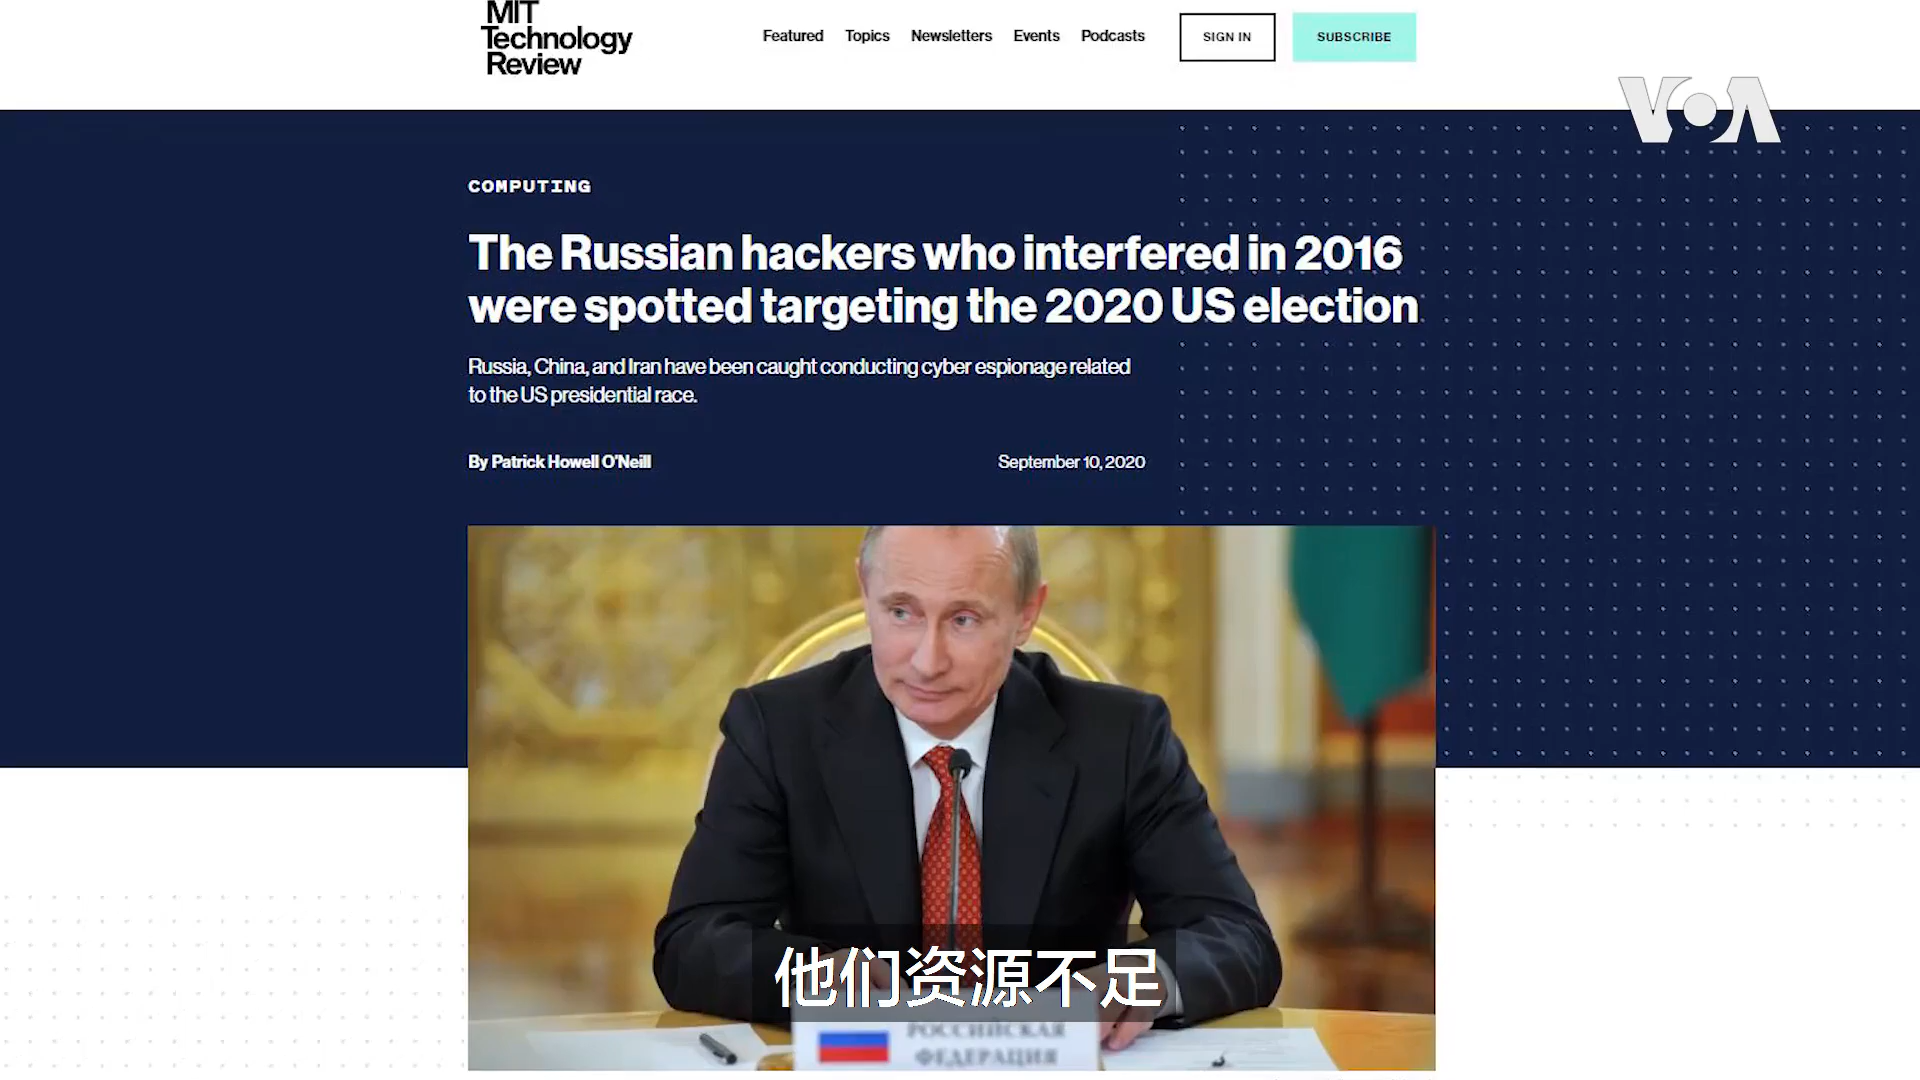 MIT
Technology
Review
Featured Topics Newsletters Events Podcasts SIGN IN SUBSCRIBE
VOA
COMPUTING
The Russian hackers who interfered in 2016
were spotted targeting the 2020 US election
Russia, China, and Iran have been caught conducting cyber espionage related
to the US presidential race.
By Patrick Howell O'Neill September 10, 2020
他们资源不足
РОССИЙСКАЯ
ФЕДЕРАЦИЯ